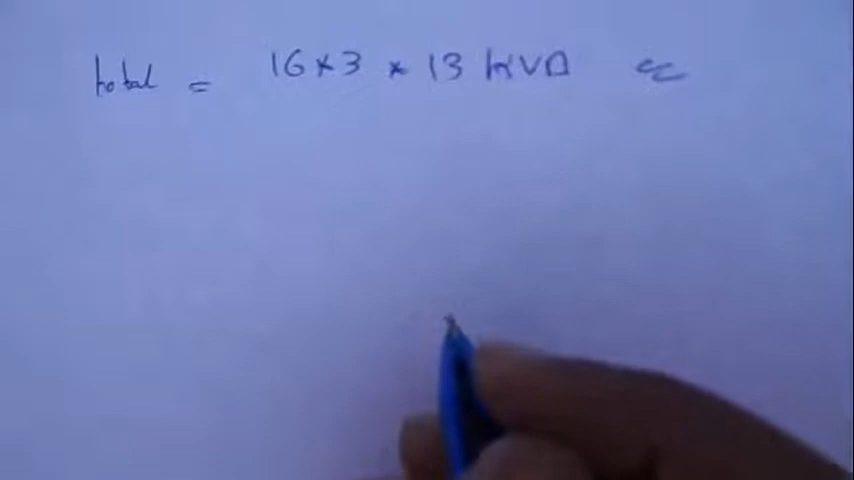 total = 16 * 3 * 13 KVA